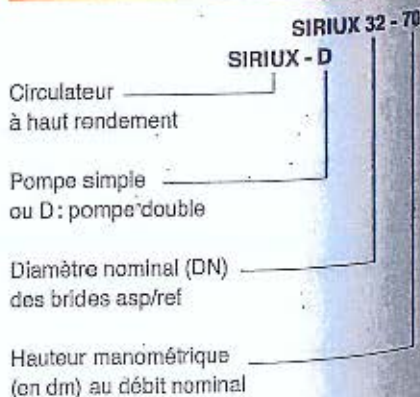 SIRIUX 32 - 70
SIRIUX - D
Circulateur
à haut rendement
Pompe simple
ou D : pompe double
Diamètre nominal (DN)
des brides asp/ref
Hauteur manométrique
(en dm) au débit nominal